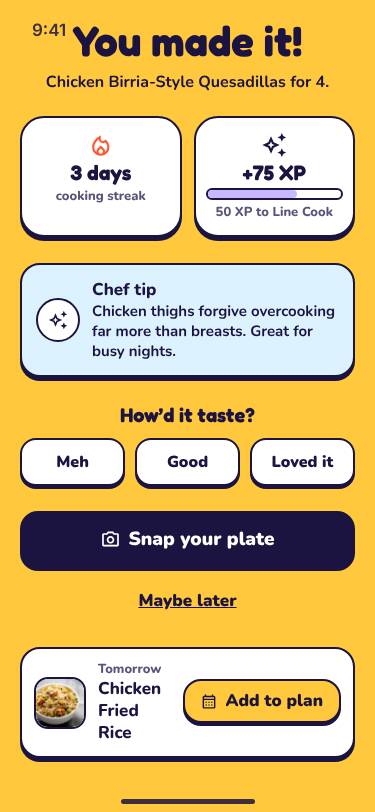 9:41
You made it!
Chicken Birria-Style Quesadillas for 4.
3 days
cooking streak
+75 XP
50 XP to Line Cook
Chef tip
Chicken thighs forgive overcooking
far more than breasts. Great for
busy nights.
How'd it taste?
Meh
Good
Loved it
Snap your plate
Maybe later
Tomorrow
Chicken
Fried
Rice
Add to plan